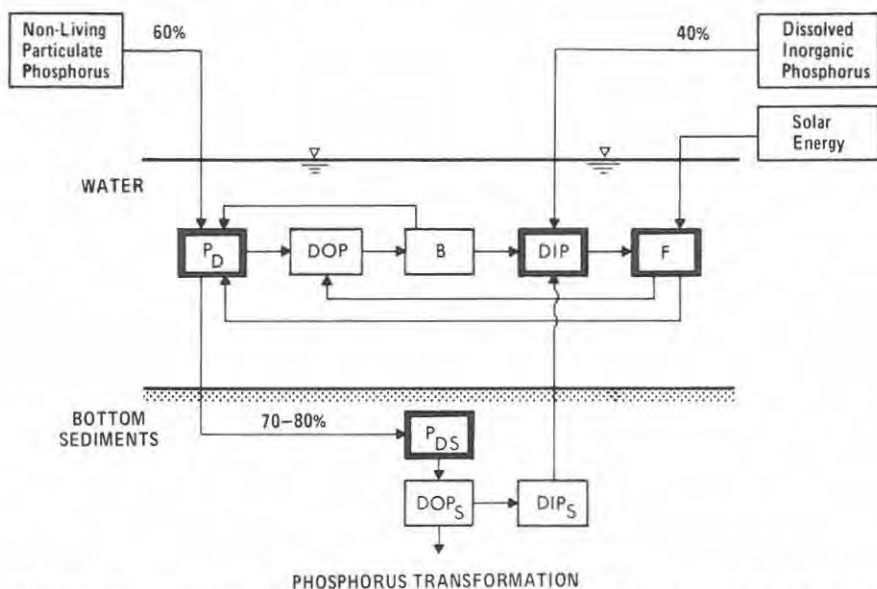 Non-Living
Particulate
Phosphorus
60%
40%
Dissolved
Inorganic
Phosphorus
Solar
Energy
WATER
P_D
DOP
B
DIP
F
BOTTOM
SEDIMENTS
70–80%
P_DS
DOP_S
DIP_S
PHOSPHORUS TRANSFORMATION